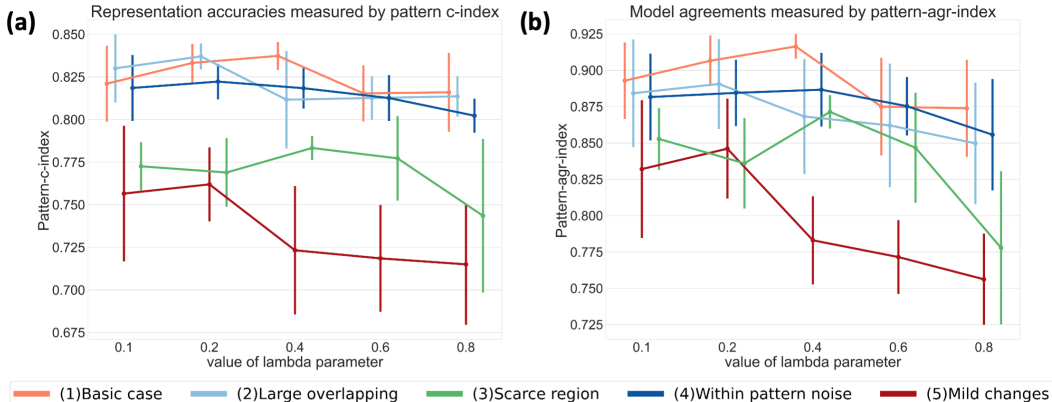 (a)
Representation accuracies measured by pattern c-index
Pattern-c-index
0.850
0.825
0.800
0.775
0.750
0.725
0.700
0.675
0.1 0.2 0.4 0.6 0.8
value of lambda parameter
(b)
Model agreements measured by pattern-agr-index
Pattern-agr-index
0.925
0.900
0.875
0.850
0.825
0.800
0.775
0.750
0.725
0.1 0.2 0.4 0.6 0.8
value of lambda parameter
(1)Basic case (2)Large overlapping (3)Scarce region (4)Within pattern noise (5)Mild changes